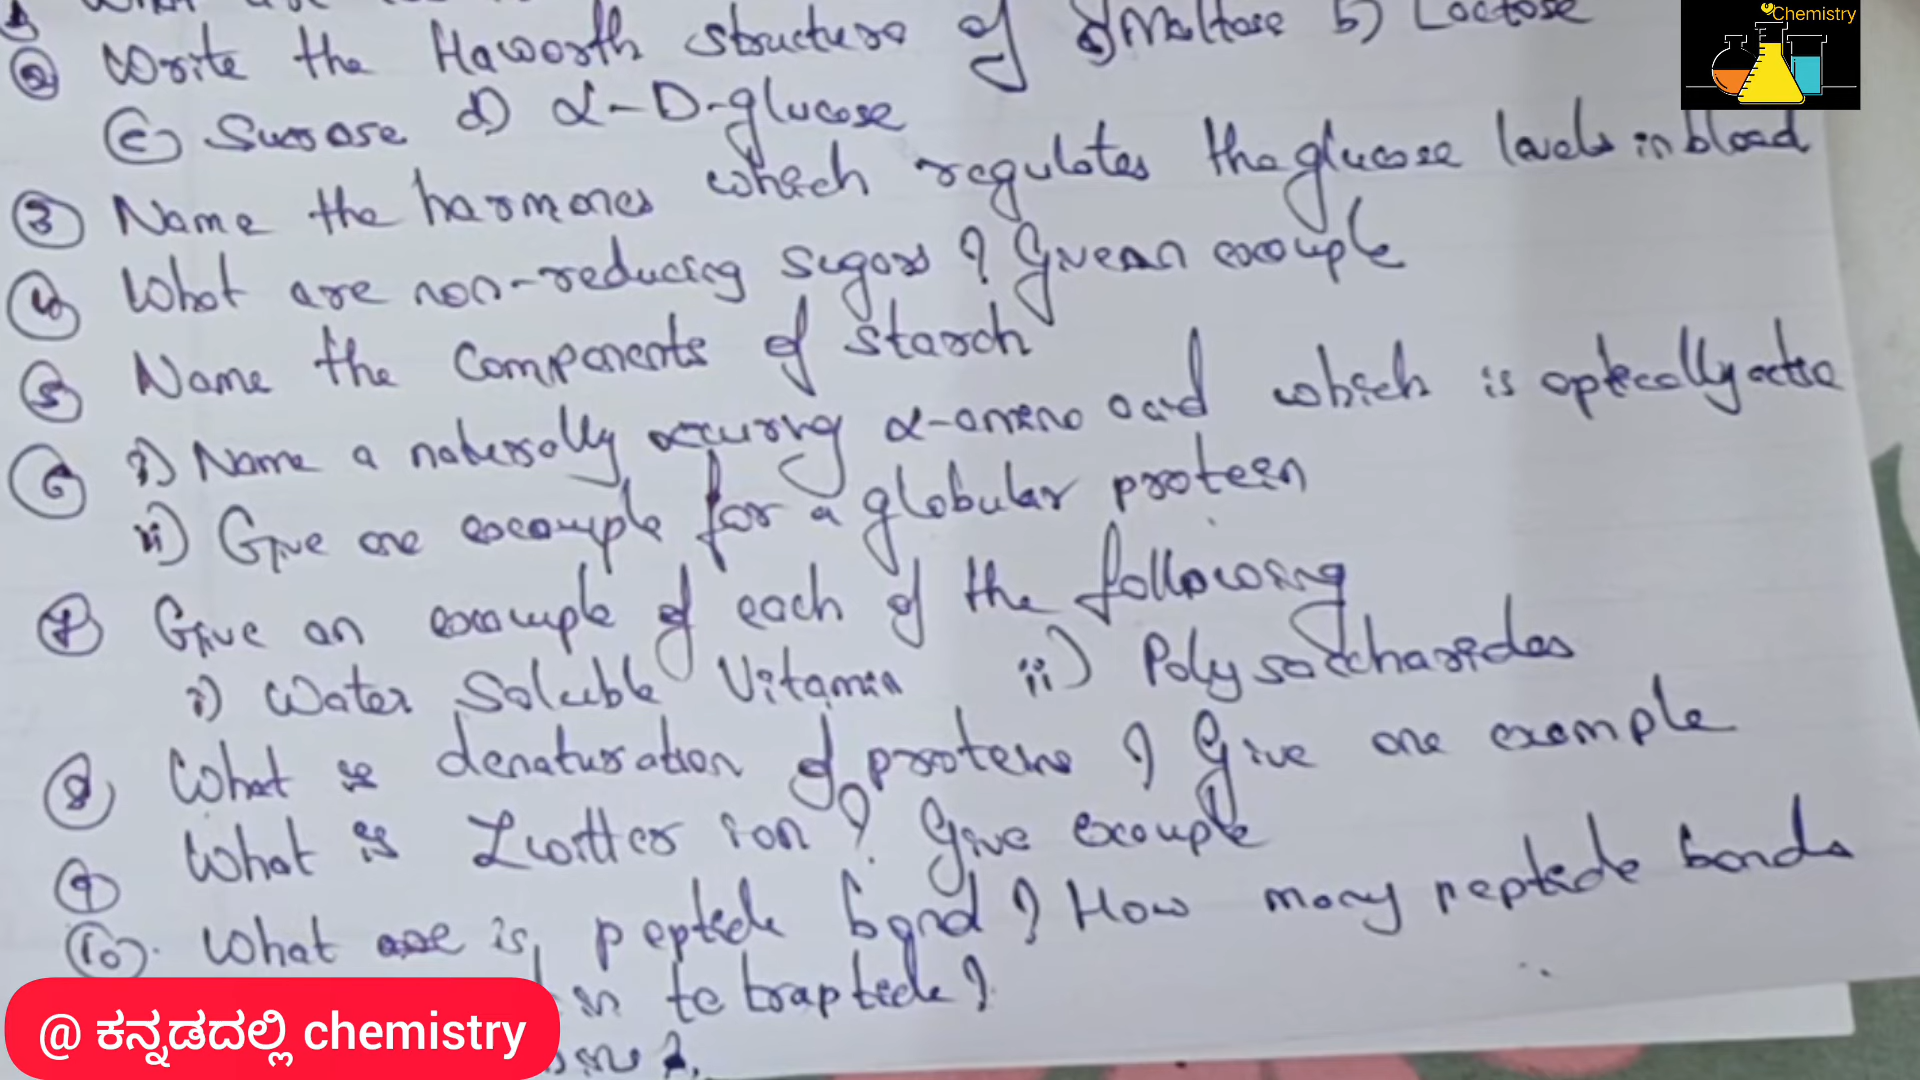 ② Write the Haworth structure of a) Maltose b) Lactose
Chemistry
c) Sucrose d) α-D-glucose
③ Name the harmones which regulates the glucose levels in blood
④ What are non-reducing sugars? Give an example
⑤ Name the components of starch
⑥ i) Name a naturally occuring α-amino acid which is optically active
ii) Give one example for a globular protein
⑦ Give an example of each of the following
i) Water Soluble Vitamin ii) Polysaccharides
⑧ What is denaturation of proteins? Give one example
⑨ What is Zwitter ion? Give example
⑩. What are is peptide bond? How many peptide bonds
in tetraptide?
@ ಕನ್ನಡದಲ್ಲಿ chemistry